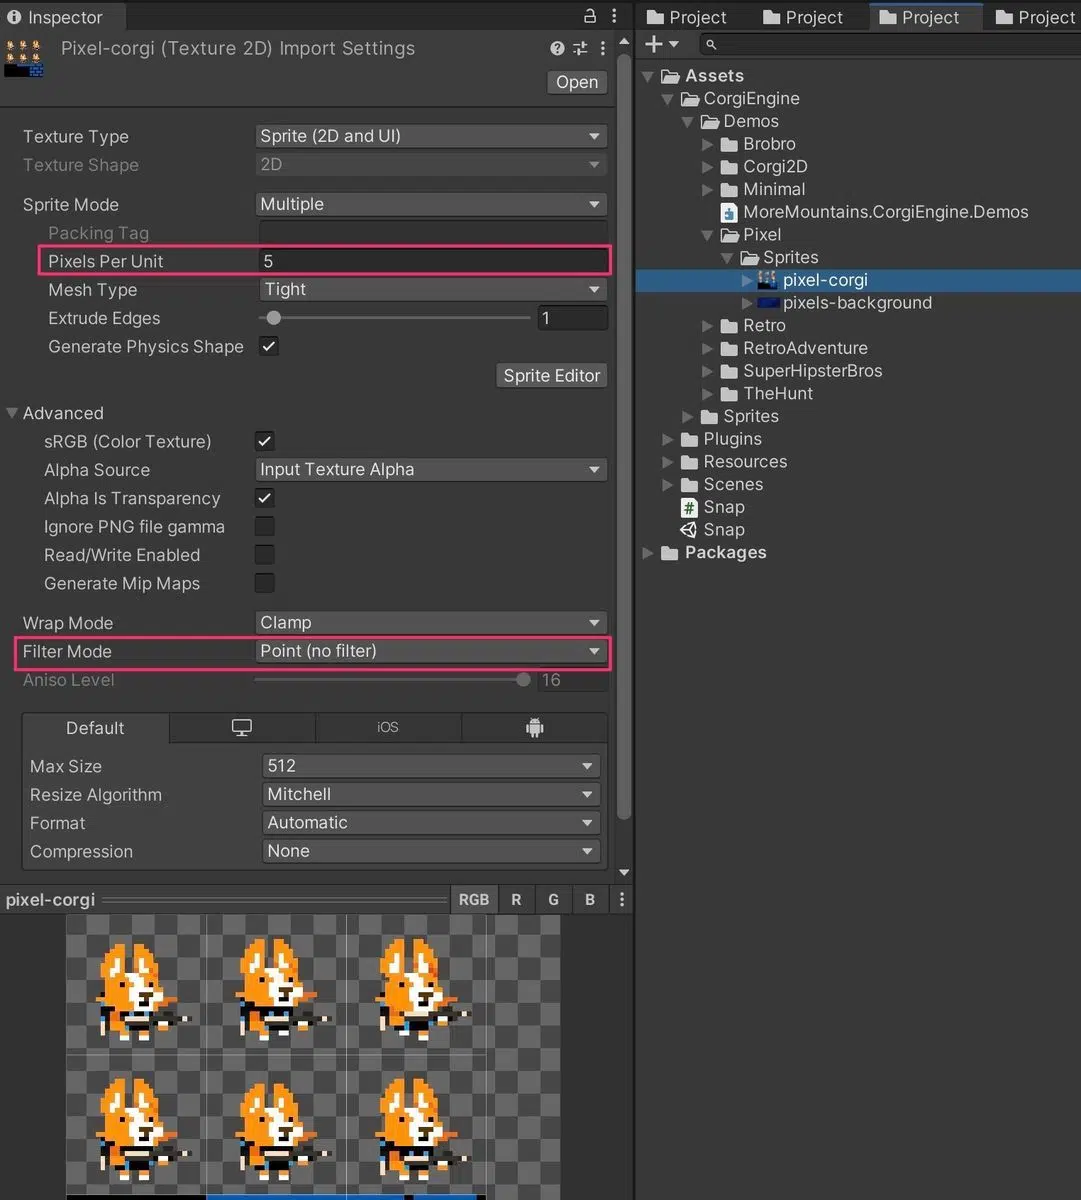 Inspector
Pixel-corgi (Texture 2D) Import Settings
Open
Texture Type Sprite (2D and UI)
Texture Shape 2D
Sprite Mode Multiple
Packing Tag
Pixels Per Unit 5
Mesh Type Tight
Extrude Edges 1
Generate Physics Shape
Sprite Editor
Advanced
sRGB (Color Texture)
Alpha Source Input Texture Alpha
Alpha Is Transparency
Ignore PNG file gamma
Read/Write Enabled
Generate Mip Maps
Wrap Mode Clamp
Filter Mode Point (no filter)
Aniso Level 16
Default iOS
Max Size 512
Resize Algorithm Mitchell
Format Automatic
Compression None
pixel-corgi RGB R G B
Project Project Project Project
Assets
CorgiEngine
Demos
Brobro
Corgi2D
Minimal
MoreMountains.CorgiEngine.Demos
Pixel
Sprites
pixel-corgi
pixels-background
Retro
RetroAdventure
SuperHipsterBros
TheHunt
Sprites
Plugins
Resources
Scenes
Snap
Snap
Packages